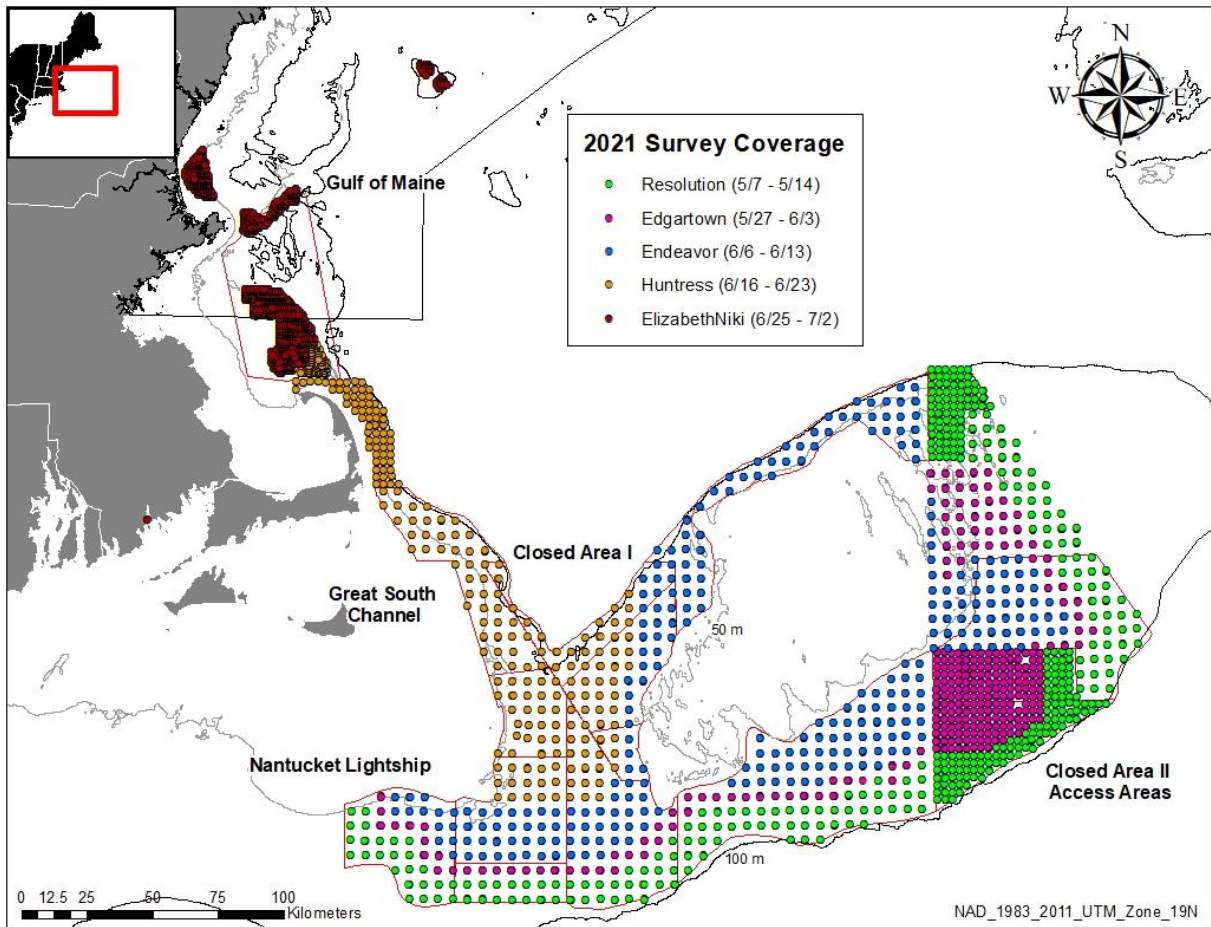 N
W
E
S
2021 Survey Coverage
Resolution (5/7 - 5/14)
Edgartown (5/27 - 6/3)
Endeavor (6/6 - 6/13)
Huntress (6/16 - 6/23)
ElizabethNiki (6/25 - 7/2)
Gulf of Maine
Closed Area I
Great South
Channel
50 m
Nantucket Lightship
Closed Area II
Access Areas
100 m
0 12.5 25 50 75 100
Kilometers
NAD_1983_2011_UTM_Zone_19N